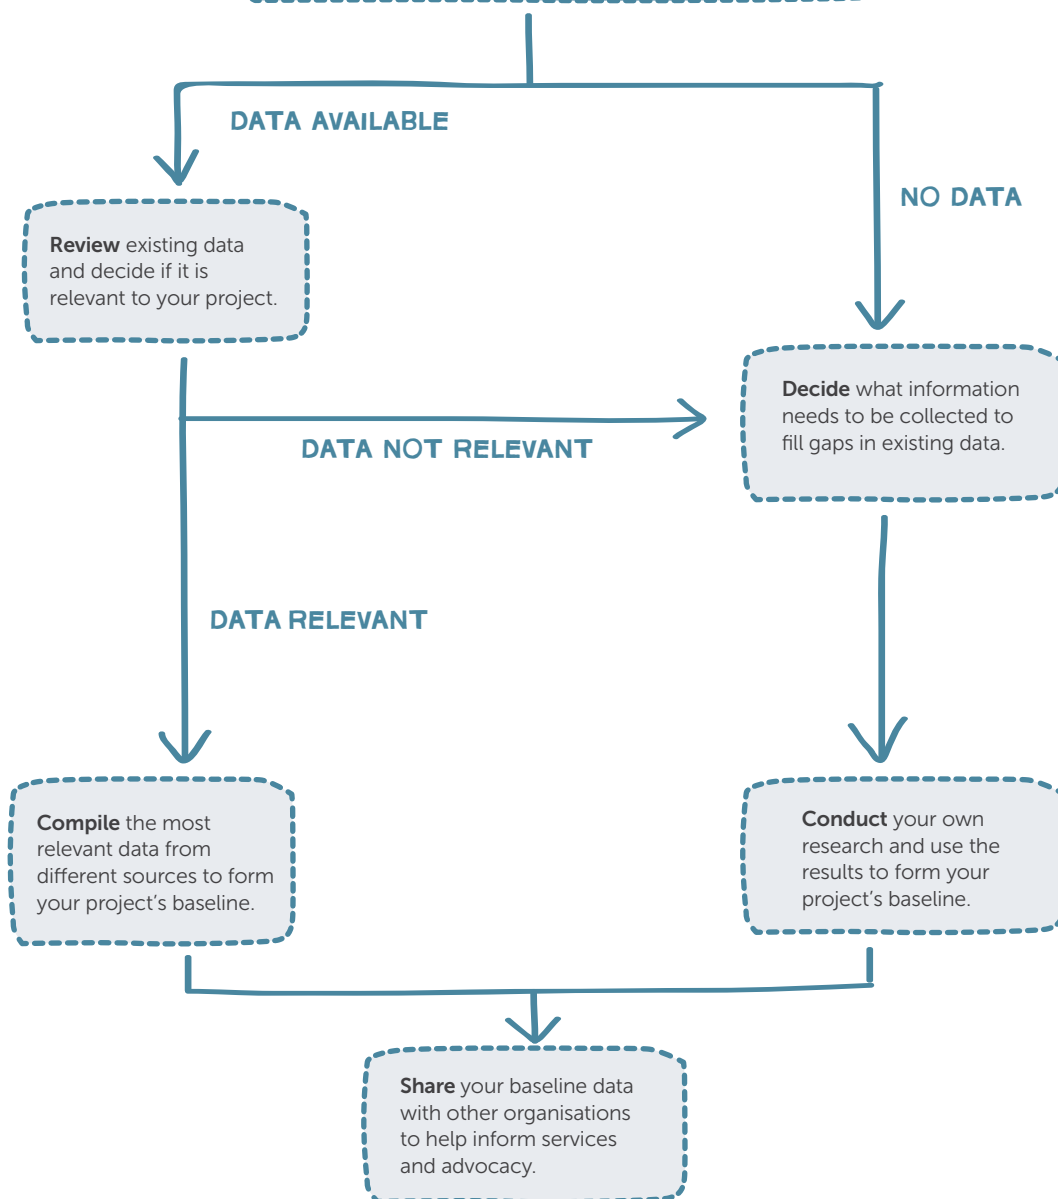 DATA AVAILABLE
NO DATA
Review existing data
and decide if it is
relevant to your project.
Decide what information
needs to be collected to
fill gaps in existing data.
DATA NOT RELEVANT
DATA RELEVANT
Compile the most
relevant data from
different sources to form
your project's baseline.
Conduct your own
research and use the
results to form your
project's baseline.
Share your baseline data
with other organisations
to help inform services
and advocacy.